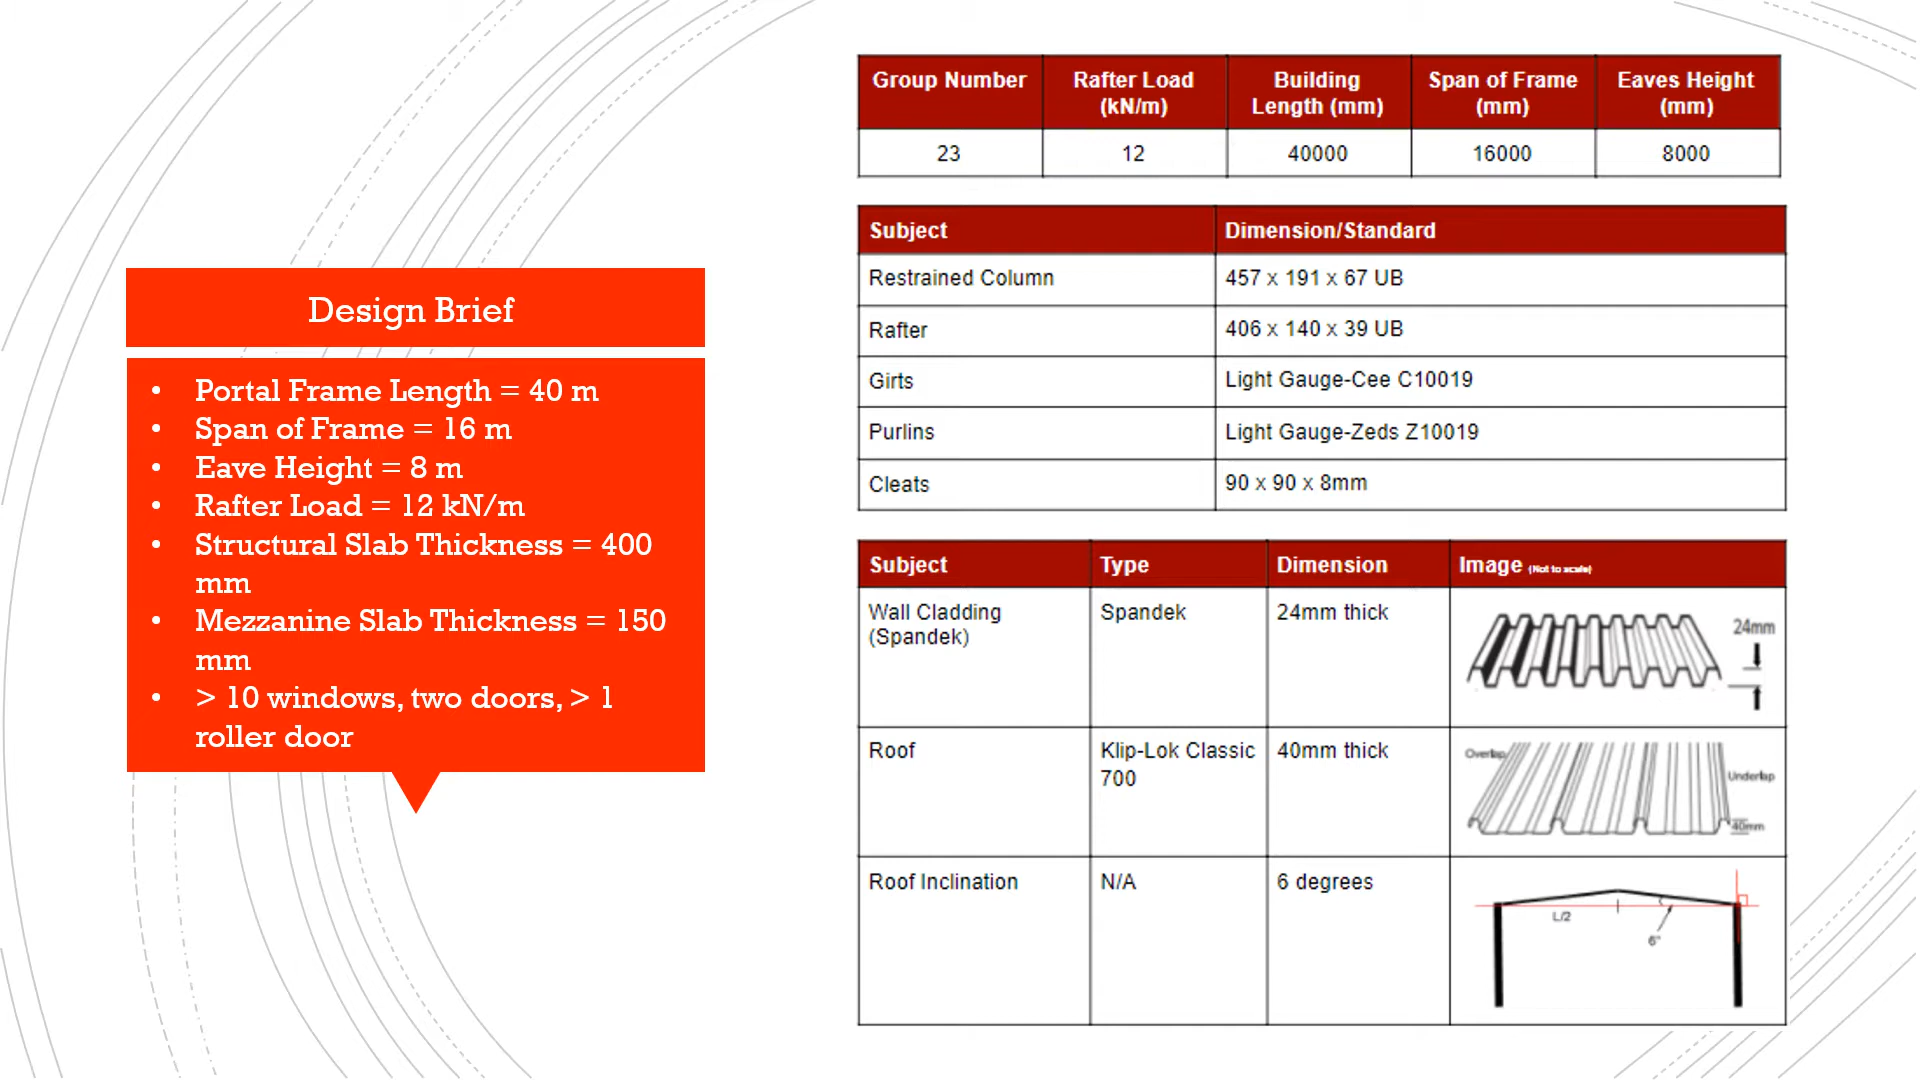 Design Brief
• Portal Frame Length = 40 m
• Span of Frame = 16 m
• Eave Height = 8 m
• Rafter Load = 12 kN/m
• Structural Slab Thickness = 400
mm
• Mezzanine Slab Thickness = 150
mm
• > 10 windows, two doors, > 1
roller door
Group Number Rafter Load (kN/m) Building Length (mm) Span of Frame (mm) Eaves Height (mm)
23 12 40000 16000 8000
Subject Dimension/Standard
Restrained Column 457 x 191 x 67 UB
Rafter 406 x 140 x 39 UB
Girts Light Gauge-Cee C10019
Purlins Light Gauge-Zeds Z10019
Cleats 90 x 90 x 8mm
Subject Type Dimension Image (Not to scale)
Wall Cladding (Spandek) Spandek 24mm thick
24mm
Roof Klip-Lok Classic 700 40mm thick
Overlap
Underlap
40mm
Roof Inclination N/A 6 degrees
L/2
6°